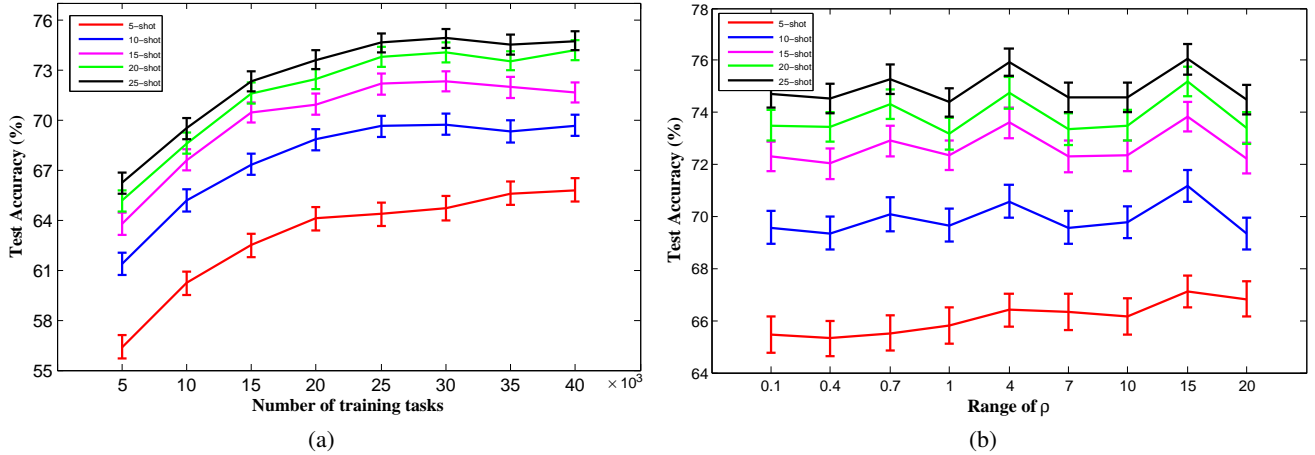 76
73
70
67
64
61
58
55
Test Accuracy (%)
5−shot
10−shot
15−shot
20−shot
25−shot
5 10 15 20 25 30 35 40 × 10³
Number of training tasks
(a)
78
76
74
72
70
68
66
64
Test Accuracy (%)
5−shot
10−shot
15−shot
20−shot
25−shot
0.1 0.4 0.7 1 4 7 10 15 20
Range of ρ
(b)